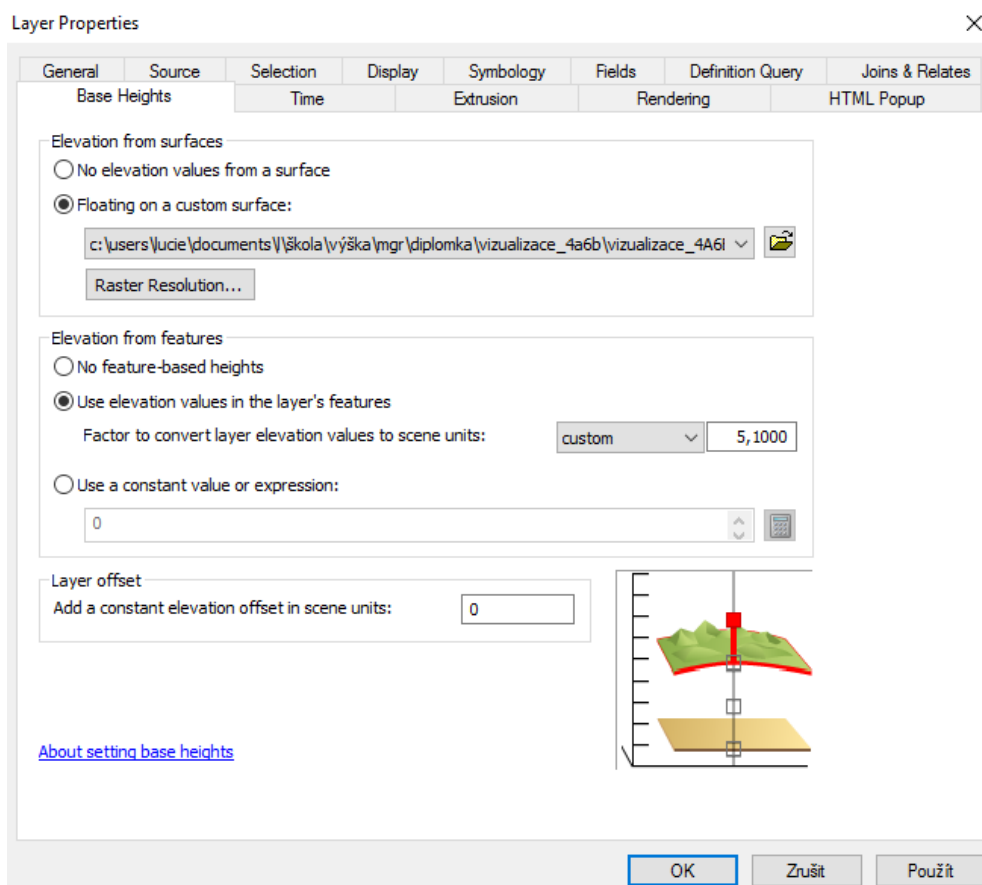 Layer Properties
General Source Selection Display Symbology Fields Definition Query Joins & Relates
Base Heights Time Extrusion Rendering HTML Popup
Elevation from surfaces
No elevation values from a surface
Floating on a custom surface:
c:\users\lucie\documents\l\škola\výška\mgr\diplomka\vizualizace_4a6b\vizualizace_4A6
Raster Resolution...
Elevation from features
No feature-based heights
Use elevation values in the layer's features
Factor to convert layer elevation values to scene units: custom 5,1000
Use a constant value or expression:
0
Layer offset
Add a constant elevation offset in scene units: 0
About setting base heights
OK Zrušit Použít